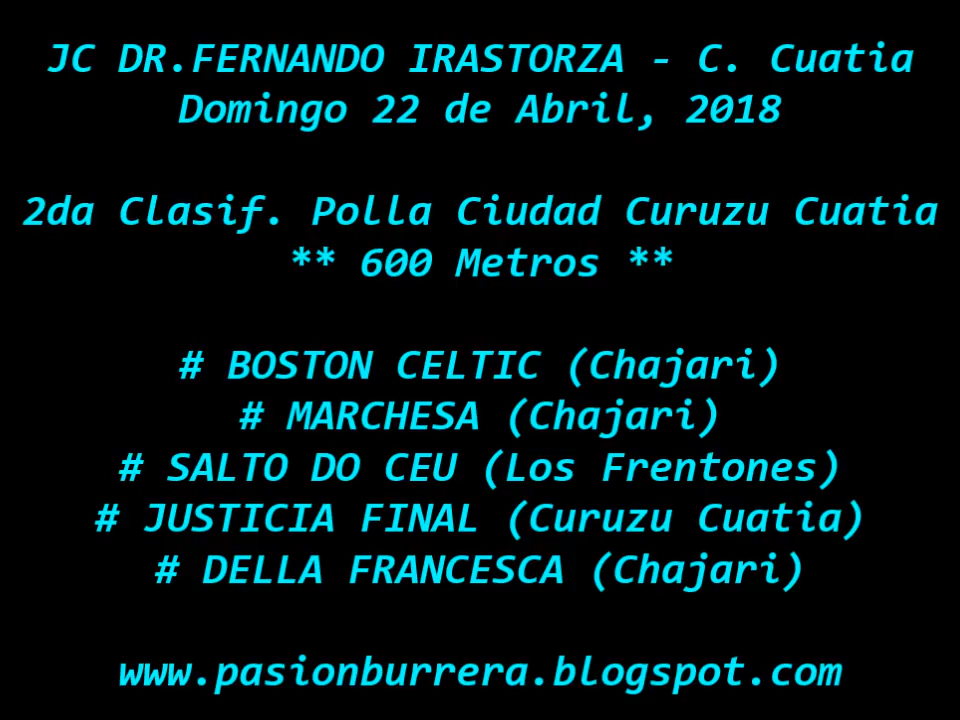 JC DR.FERNANDO IRASTORZA - C. Cuatia
Domingo 22 de Abril, 2018
2da Clasif. Polla Ciudad Curuzu Cuatia
** 600 Metros **
# BOSTON CELTIC (Chajari)
# MARCHESA (Chajari)
# SALTO DO CEU (Los Frentones)
# JUSTICIA FINAL (Curuzu Cuatia)
# DELLA FRANCESCA (Chajari)
www.pasionburrera.blogspot.com